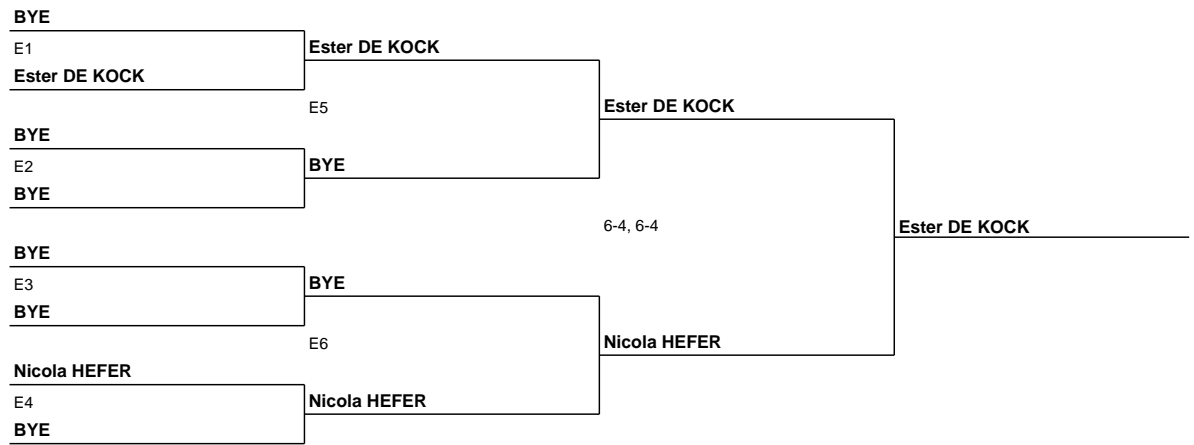 BYE
E1
Ester DE KOCK
Ester DE KOCK
E5
Ester DE KOCK
BYE
E2
BYE
BYE
6-4, 6-4
Ester DE KOCK
BYE
E3
BYE
BYE
E6
Nicola HEFER
Nicola HEFER
E4
Nicola HEFER
BYE